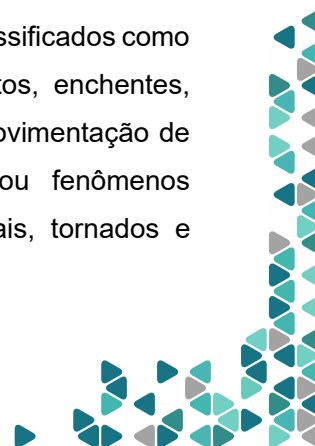 ssificados como
tos, enchentes,
ovimentação de
ou fenômenos
ais, tornados e